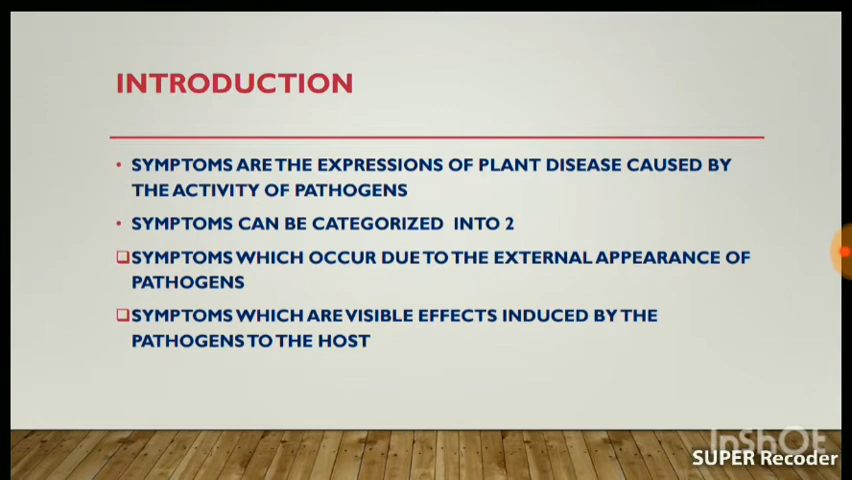 INTRODUCTION
• SYMPTOMS ARE THE EXPRESSIONS OF PLANT DISEASE CAUSED BY
THE ACTIVITY OF PATHOGENS
• SYMPTOMS CAN BE CATEGORIZED INTO 2
❑SYMPTOMS WHICH OCCUR DUE TO THE EXTERNAL APPEARANCE OF
PATHOGENS
❑SYMPTOMS WHICH ARE VISIBLE EFFECTS INDUCED BY THE
PATHOGENS TO THE HOST
InShOt
SUPER Recoder